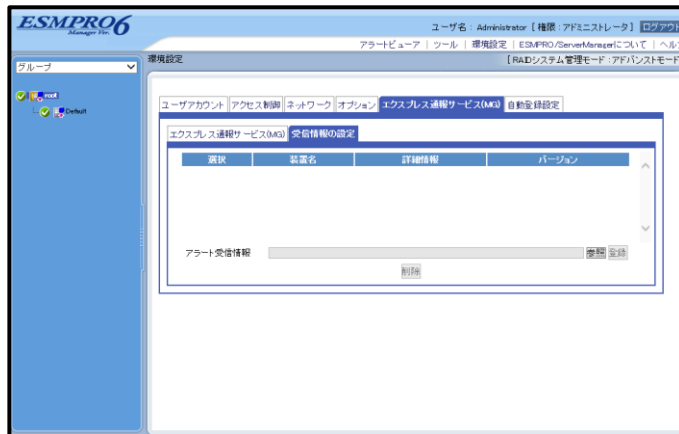 ESMPRO6
Manager Ver.
ユーザ名 : Administrator [ 権限 : アドミニストレータ ] ログアウト
アラートビューア | ツール | 環境設定 | ESMPRO/ServerManagerについて | ヘル
グループ
環境設定
[ RAIDシステム管理モード : アドバンストモード
root
Default
ユーザアカウント アクセス制御 ネットワーク オプション エクスプレス通報サービス(MG) 自動登録設定
エクスプレス通報サービス(MG) 受信情報の設定
選択 装置名 詳細情報 バージョン
アラート受信情報 参照 登録
削除